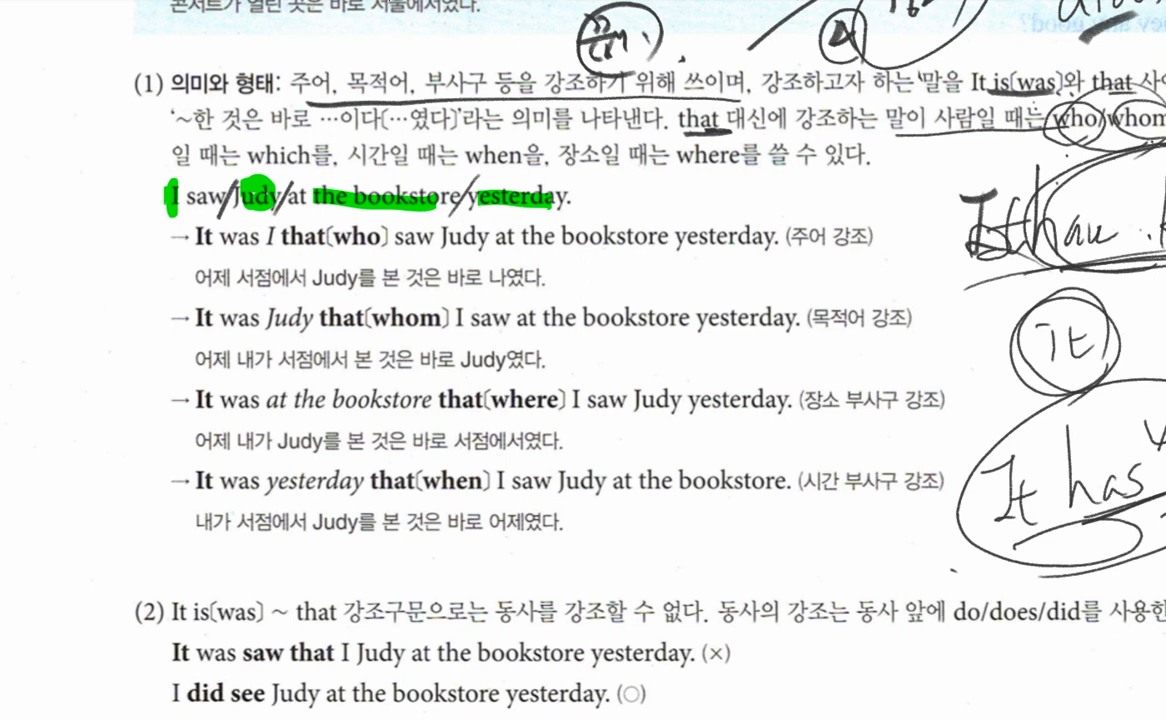 콘서트가 열린 곳은 바로 서울에서였다.
hey are good?
(1) 의미와 형태: 주어, 목적어, 부사구 등을 강조하기 위해 쓰이며, 강조하고자 하는 말을 It is[was]와 that 사
‘~한 것은 바로 …이다[…였다]’라는 의미를 나타낸다. that 대신에 강조하는 말이 사람일 때는 who/whom
일 때는 which를, 시간일 때는 when을, 장소일 때는 where를 쓸 수 있다.
I saw Judy at the bookstore yesterday.
→ It was I that[who] saw Judy at the bookstore yesterday. (주어 강조)
어제 서점에서 Judy를 본 것은 바로 나였다.
→ It was Judy that[whom] I saw at the bookstore yesterday. (목적어 강조)
어제 내가 서점에서 본 것은 바로 Judy였다.
It
→ It was at the bookstore that[where] I saw Judy yesterday. (장소 부사구 강조)
어제 내가 Judy를 본 것은 바로 서점에서였다.
→ It was yesterday that[when] I saw Judy at the bookstore. (시간 부사구 강조)
It has
내가 서점에서 Judy를 본 것은 바로 어제였다.
(2) It is[was] ~ that 강조구문으로는 동사를 강조할 수 없다. 동사의 강조는 동사 앞에 do/does/did를 사용한
It was saw that I Judy at the bookstore yesterday. (×)
I did see Judy at the bookstore yesterday. (○)